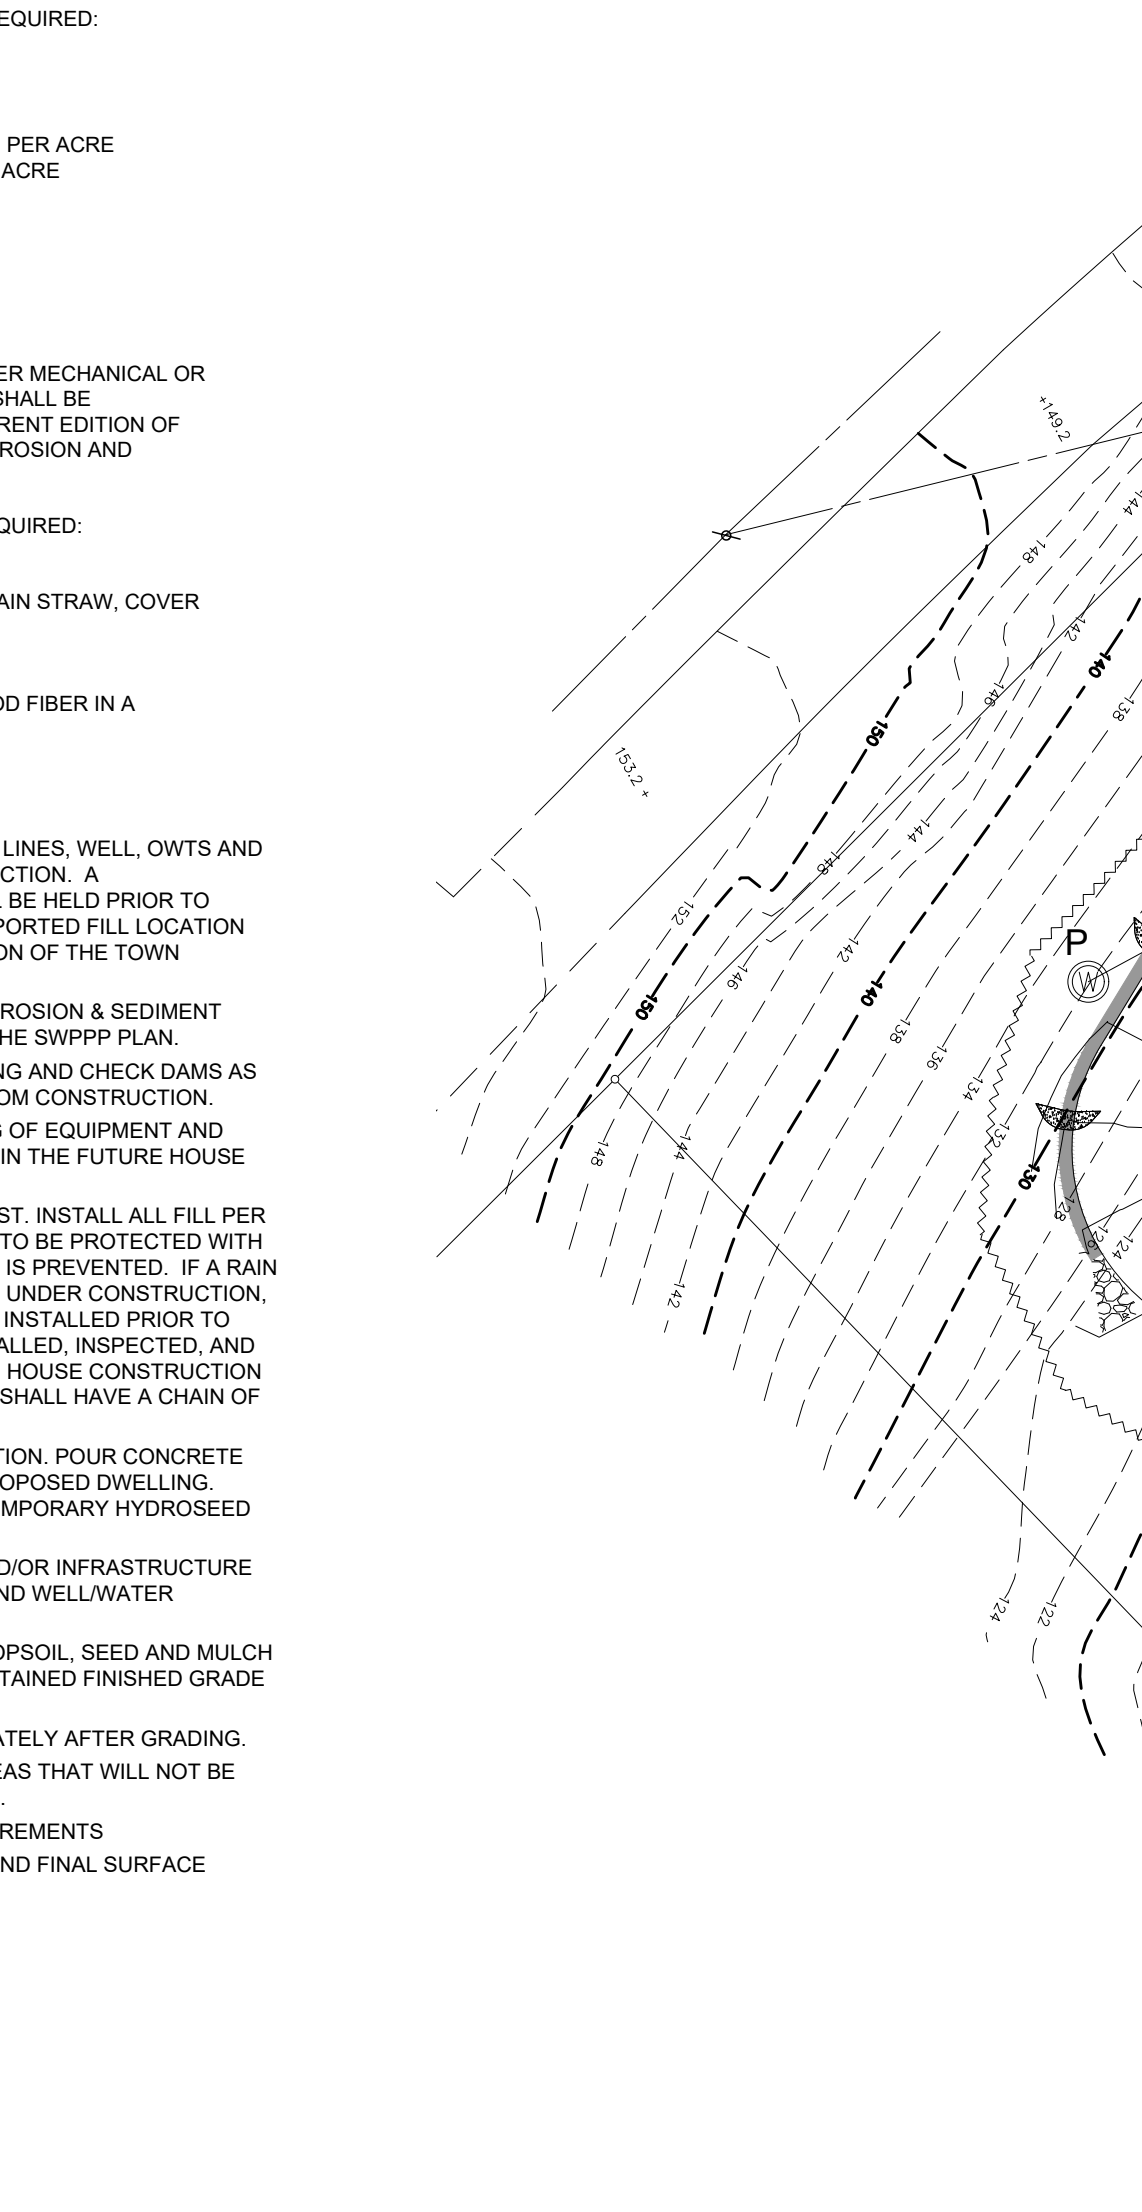 EQUIRED:
PER ACRE
ACRE
ER MECHANICAL OR
SHALL BE
RENT EDITION OF
ROSION AND
QUIRED:
AIN STRAW, COVER
OD FIBER IN A
LINES, WELL, OWTS AND
CTION.  A
BE HELD PRIOR TO
PORTED FILL LOCATION
ON OF THE TOWN
ROSION & SEDIMENT
HE SWPPP PLAN.
NG AND CHECK DAMS AS
OM CONSTRUCTION.
G OF EQUIPMENT AND
IN THE FUTURE HOUSE
ST. INSTALL ALL FILL PER
TO BE PROTECTED WITH
IS PREVENTED.  IF A RAIN
UNDER CONSTRUCTION,
INSTALLED PRIOR TO
ALLED, INSPECTED, AND
HOUSE CONSTRUCTION
SHALL HAVE A CHAIN OF
TION. POUR CONCRETE
OPOSED DWELLING.
EMPORARY HYDROSEED
D/OR INFRASTRUCTURE
ND WELL/WATER
OPSOIL, SEED AND MULCH
TAINED FINISHED GRADE
ATELY AFTER GRADING.
EAS THAT WILL NOT BE
.
REMENTS
ND FINAL SURFACE
+149.2
144
148
142
140
138
146
150
153.2 +
144
148
152
142
146
140
150
138
136
134
132
130
P
W
128
126
124
148
144
142
124
122